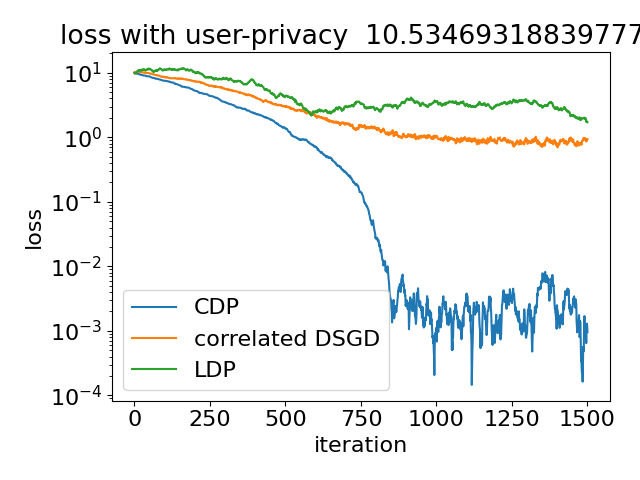 loss with user-privacy 10.53469318839777
loss
10¹
10⁰
10⁻¹
10⁻²
10⁻³
10⁻⁴
CDP
correlated DSGD
LDP
0 250 500 750 1000 1250 1500
iteration